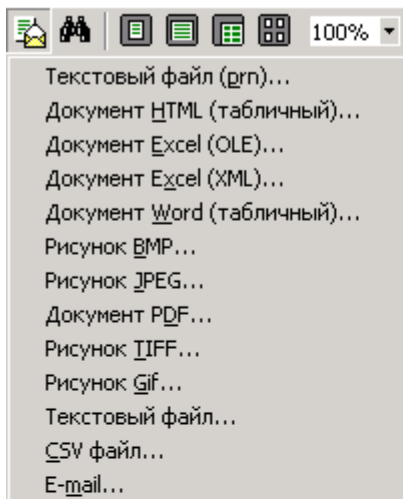 100%
Текстовый файл (prn)...
Документ HTML (табличный)...
Документ Excel (OLE)...
Документ Excel (XML)...
Документ Word (табличный)...
Рисунок BMP...
Рисунок JPEG...
Документ PDF...
Рисунок TIFF...
Рисунок Gif...
Текстовый файл...
CSV файл...
E-mail...